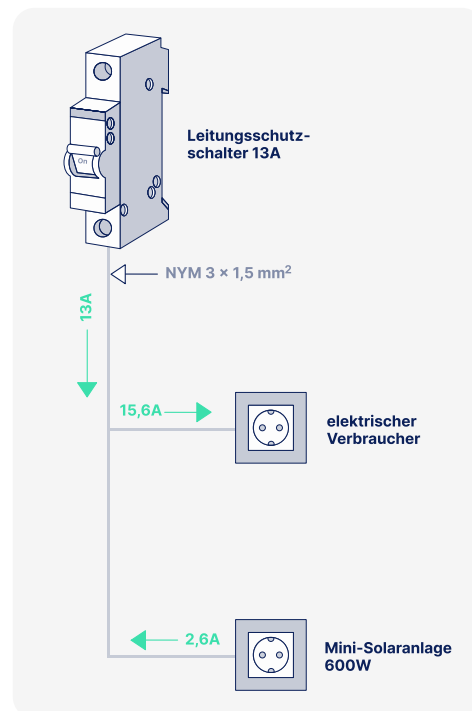 Leitungsschutz-
schalter 13A
On
NYM 3 × 1,5 mm²
13A
15,6A
elektrischer
Verbraucher
2,6A
Mini-Solaranlage
600W